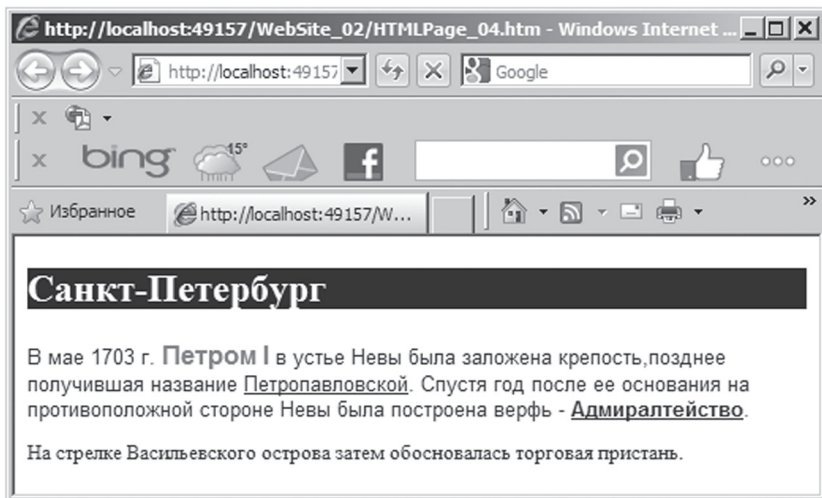 http://localhost:49157/WebSite_02/HTMLPage_04.htm - Windows Internet ...
http://localhost:49157 Google
bing 15° f
Избранное http://localhost:49157/W... »
Санкт-Петербург
В мае 1703 г. Петром I в устье Невы была заложена крепость,позднее
получившая название Петропавловской. Спустя год после ее основания на
противоположной стороне Невы была построена верфь - Адмиралтейство.
На стрелке Васильевского острова затем обосновалась торговая пристань.